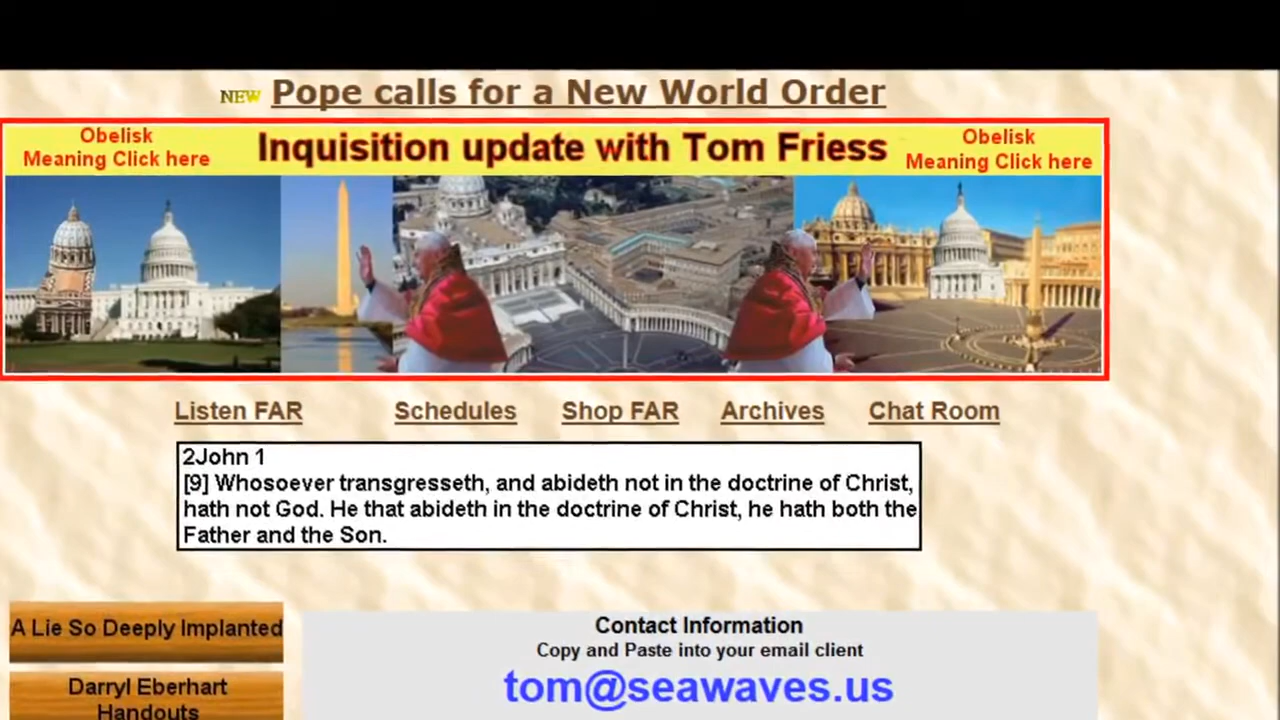 NEW Pope calls for a New World Order
Obelisk
Meaning Click here
Inquisition update with Tom Friess
Obelisk
Meaning Click here
Listen FAR Schedules Shop FAR Archives Chat Room
2John 1
[9] Whosoever transgresseth, and abideth not in the doctrine of Christ,
hath not God. He that abideth in the doctrine of Christ, he hath both the
Father and the Son.
A Lie So Deeply Implanted
Darryl Eberhart
Handouts
Contact Information
Copy and Paste into your email client
tom@seawaves.us